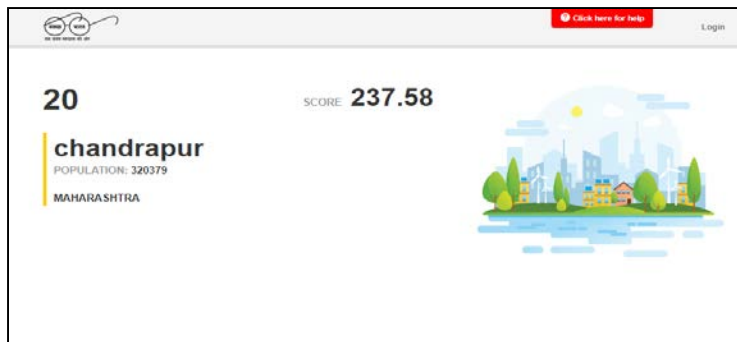 Click here for help
Login
20
SCORE 237.58
chandrapur
POPULATION: 320379
MAHARASHTRA